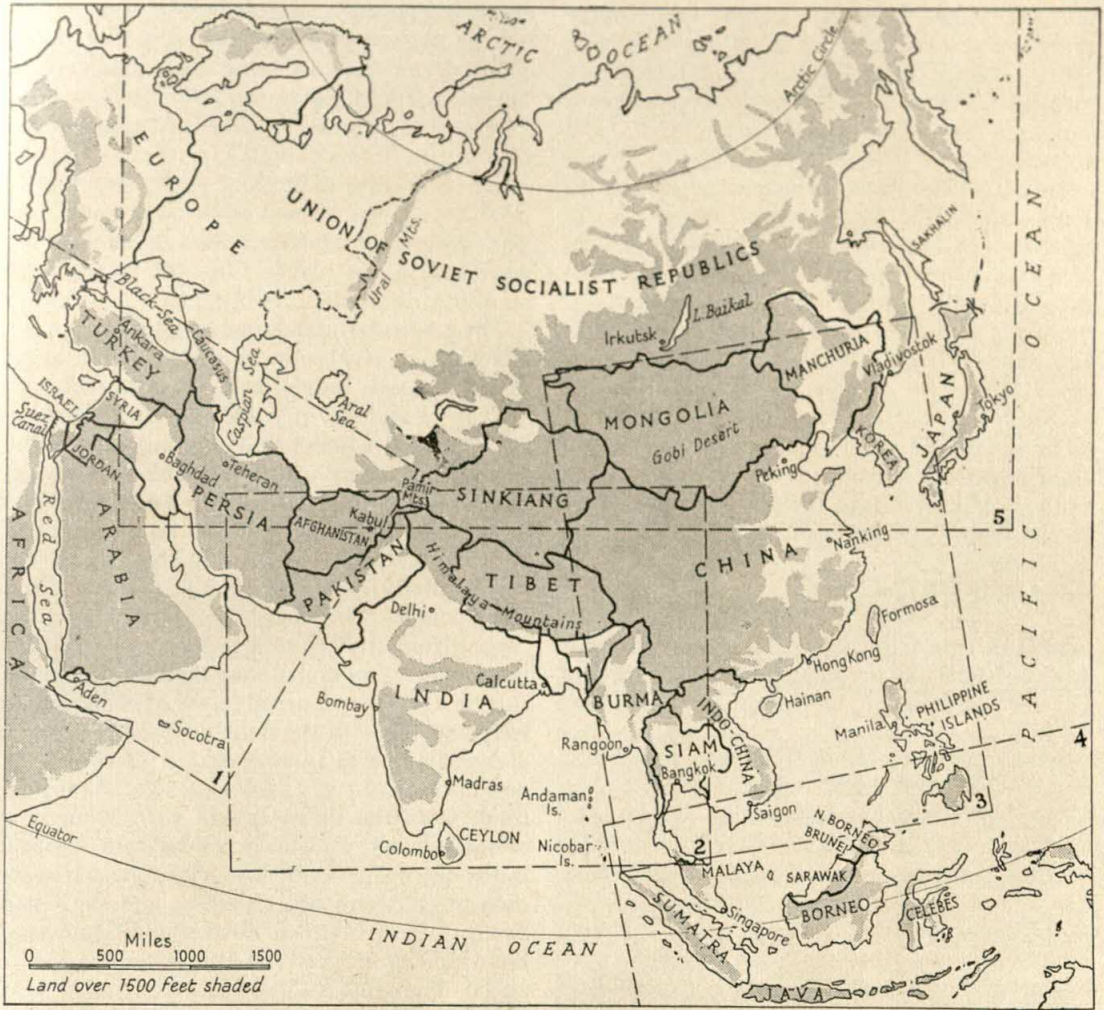 ARCTIC OCEAN
Arctic Circle
EUROPE
UNION OF SOVIET SOCIALIST REPUBLICS
Ural Mts.
SAKHALIN
PACIFIC OCEAN
Black Sea
Caucasus
Caspian Sea
Aral Sea
Irkutsk
L. Baikal
MANCHURIA
Vladivostok
JAPAN
Tokyo
KOREA
TURKEY
Ankara
ISRAEL
SYRIA
Suez Canal
JORDAN
Baghdad
Teheran
PERSIA
Pamir Mts.
SINKIANG
MONGOLIA
Gobi Desert
Peking
5
AFRICA
Red Sea
ARABIA
Kabul
AFGHANISTAN
PAKISTAN
Himalaya Mountains
TIBET
CHINA
Nanking
Delhi
Formosa
Hong Kong
Aden
Socotra
1
Bombay
INDIA
Calcutta
BURMA
INDO-CHINA
Hainan
Manila
PHILIPPINE ISLANDS
4
Rangoon
SIAM
Bangkok
Saigon
3
Madras
Andaman Is.
Equator
CEYLON
Colombo
Nicobar Is.
2
MALAYA
N. BORNEO
BRUNEI
SARAWAK
BORNEO
CELEBES
Singapore
SUMATRA
INDIAN OCEAN
JAVA
Miles
0 500 1000 1500
Land over 1500 feet shaded